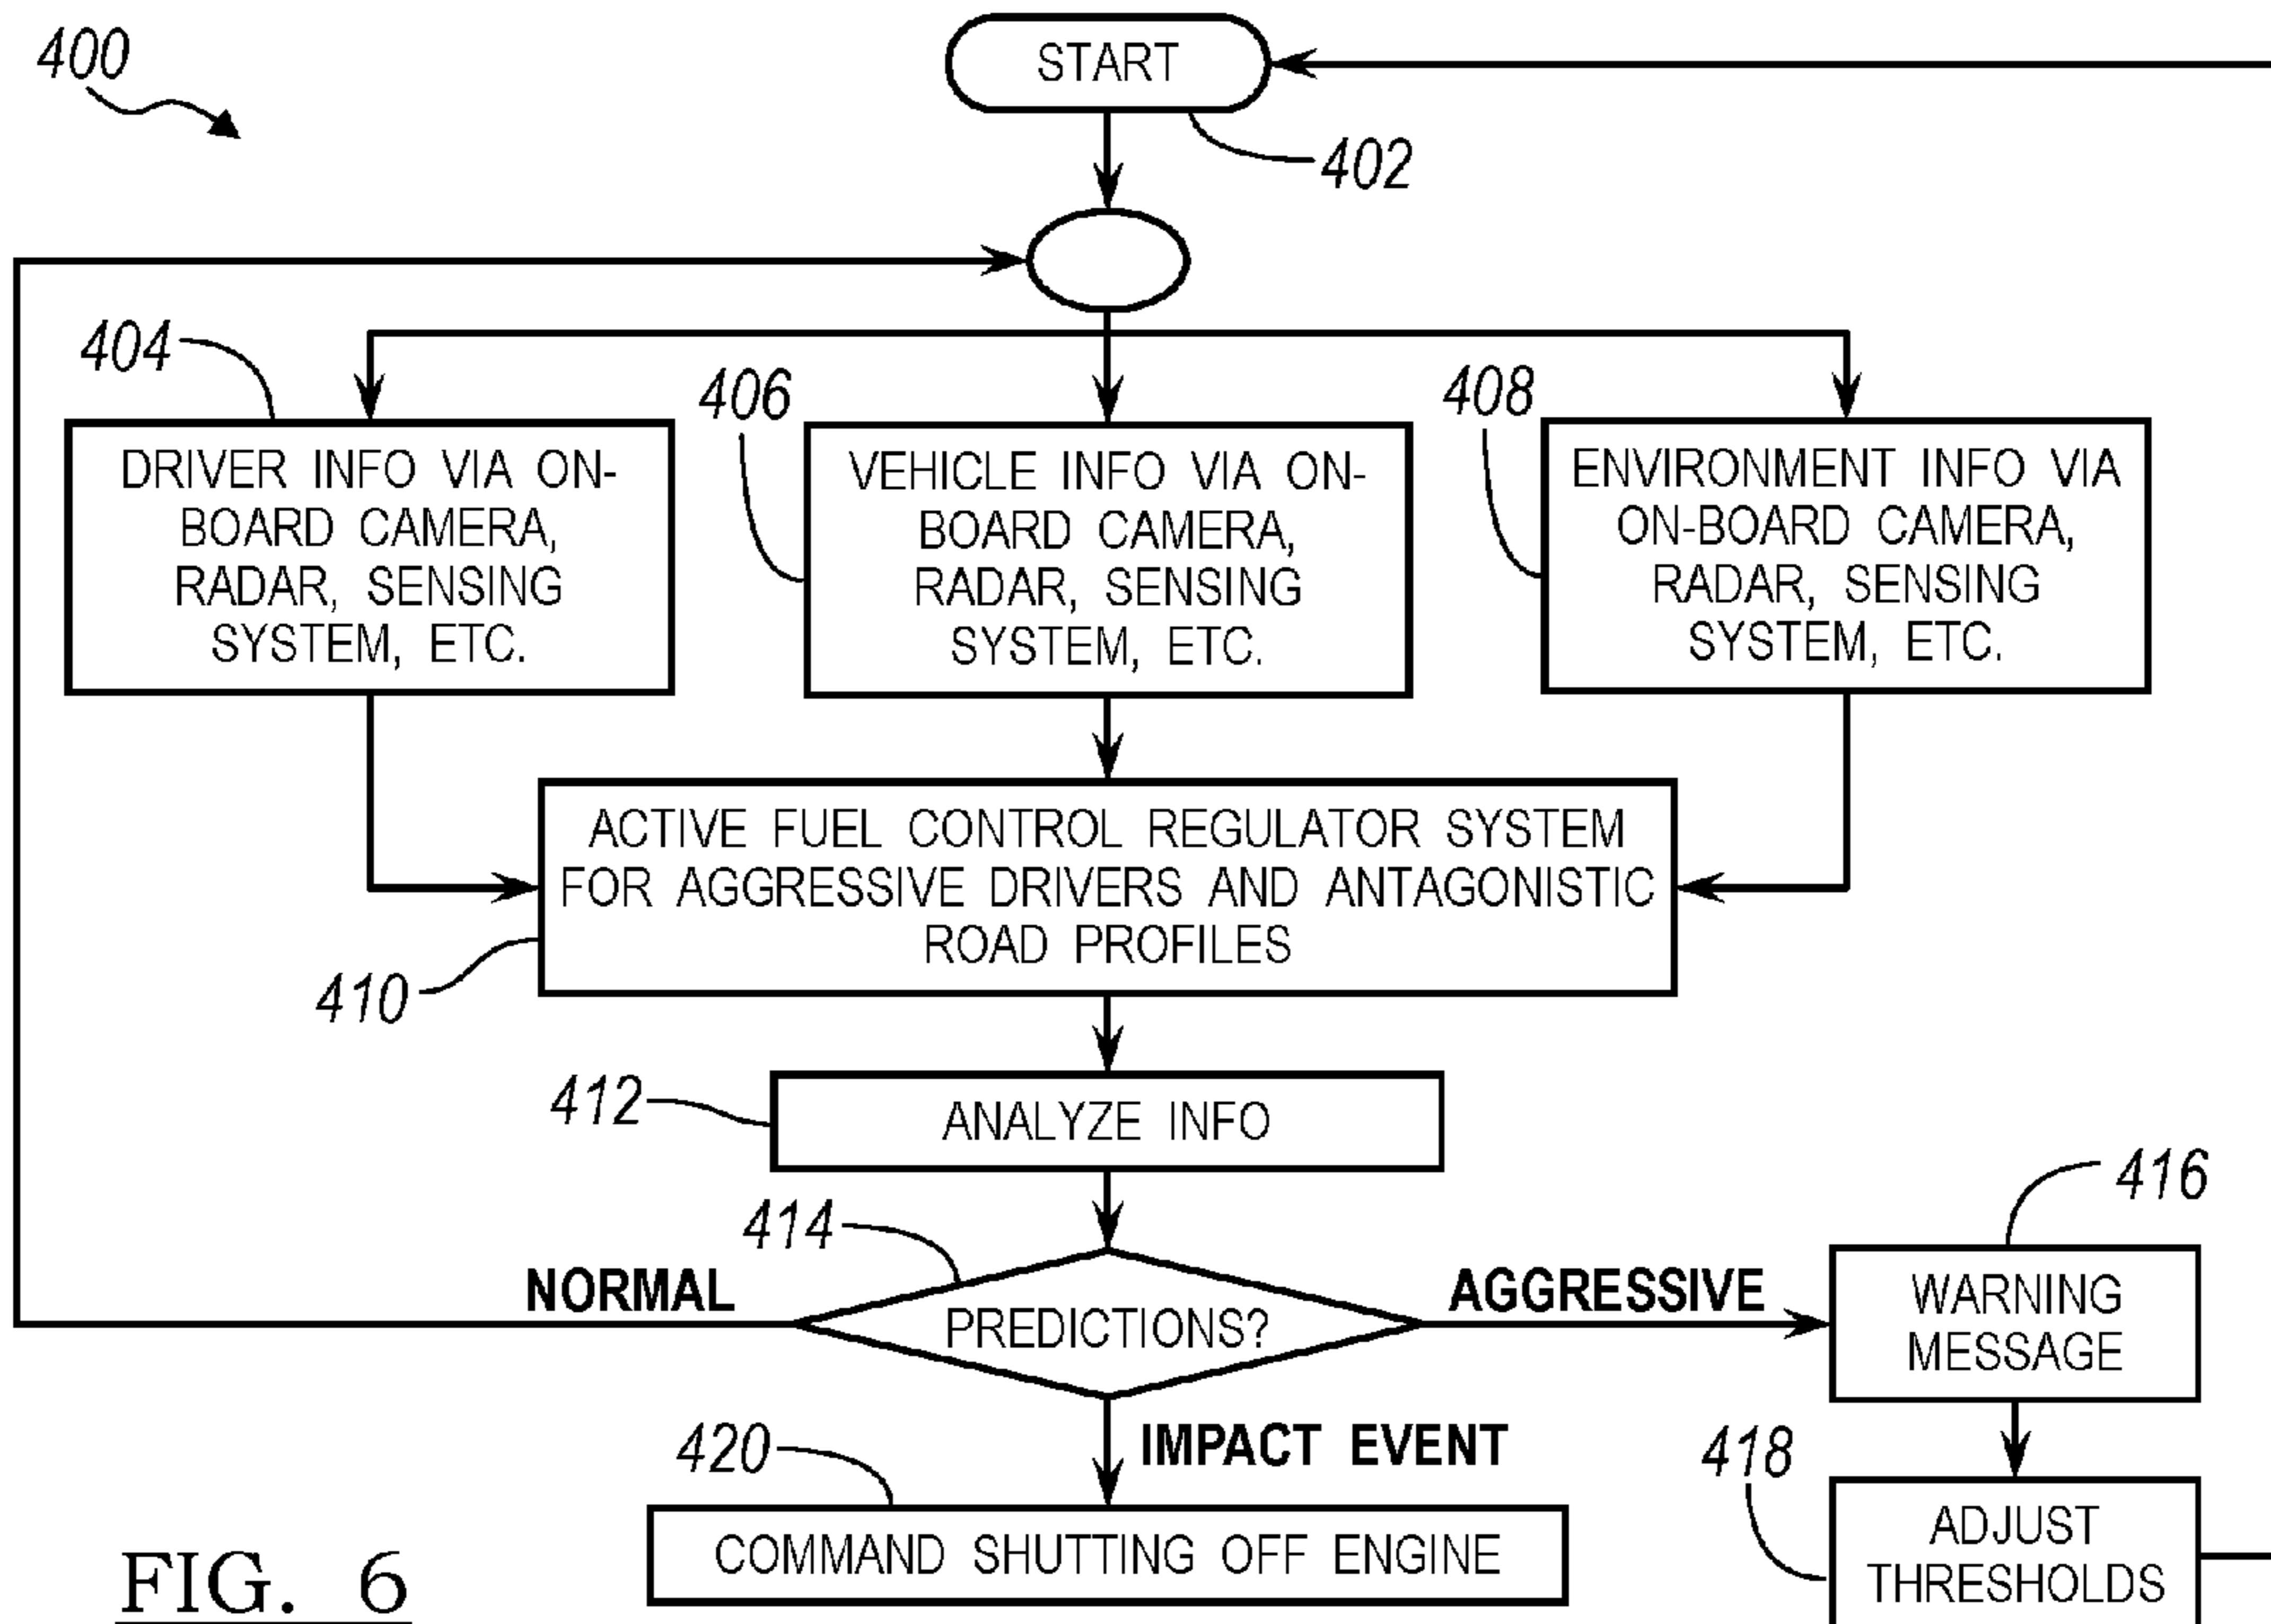 400
START
402
404
406
408
DRIVER INFO VIA ON-
BOARD CAMERA,
RADAR, SENSING
SYSTEM, ETC.
VEHICLE INFO VIA ON-
BOARD CAMERA,
RADAR, SENSING
SYSTEM, ETC.
ENVIRONMENT INFO VIA
ON-BOARD CAMERA,
RADAR, SENSING
SYSTEM, ETC.
ACTIVE FUEL CONTROL REGULATOR SYSTEM
FOR AGGRESSIVE DRIVERS AND ANTAGONISTIC
ROAD PROFILES
410
412
ANALYZE INFO
414
416
NORMAL
PREDICTIONS?
AGGRESSIVE
WARNING
MESSAGE
420
IMPACT EVENT
418
COMMAND SHUTTING OFF ENGINE
ADJUST
THRESHOLDS
FIG. 6